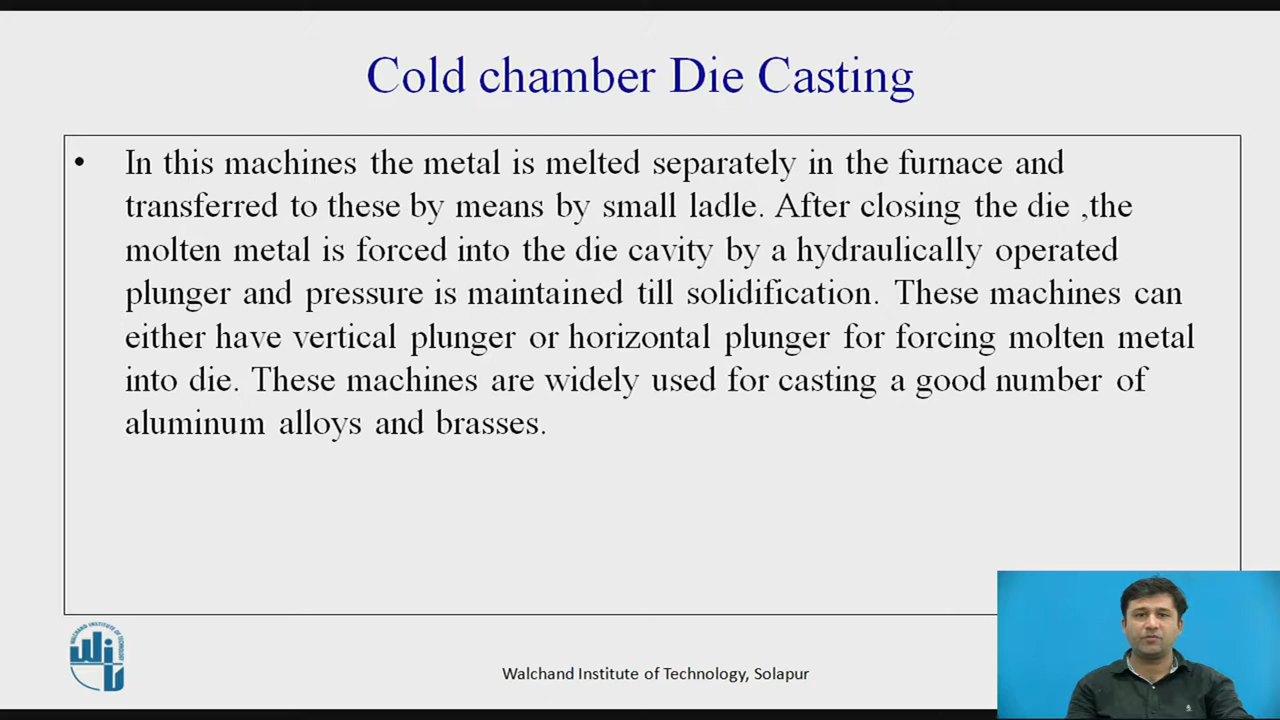 Cold chamber Die Casting
• In this machines the metal is melted separately in the furnace and
transferred to these by means by small ladle. After closing the die ,the
molten metal is forced into the die cavity by a hydraulically operated
plunger and pressure is maintained till solidification. These machines can
either have vertical plunger or horizontal plunger for forcing molten metal
into die. These machines are widely used for casting a good number of
aluminum alloys and brasses.
WALCHAND INSTITUTE OF TECHNOLOGY
Walchand Institute of Technology, Solapur